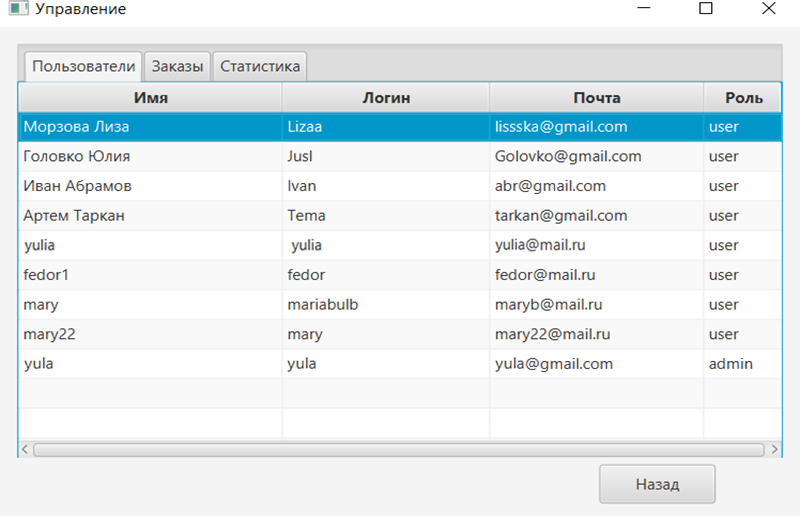 Управление
Пользователи Заказы Статистика
Имя Логин Почта Роль
Морзова Лиза Lizaa lissska@gmail.com user
Головко Юлия Jusl Golovko@gmail.com user
Иван Абрамов Ivan abr@gmail.com user
Артем Таркан Tema tarkan@gmail.com user
yulia yulia yulia@mail.ru user
fedor1 fedor fedor@mail.ru user
mary mariabulb maryb@mail.ru user
mary22 mary mary22@mail.ru user
yula yula yula@gmail.com admin
Назад